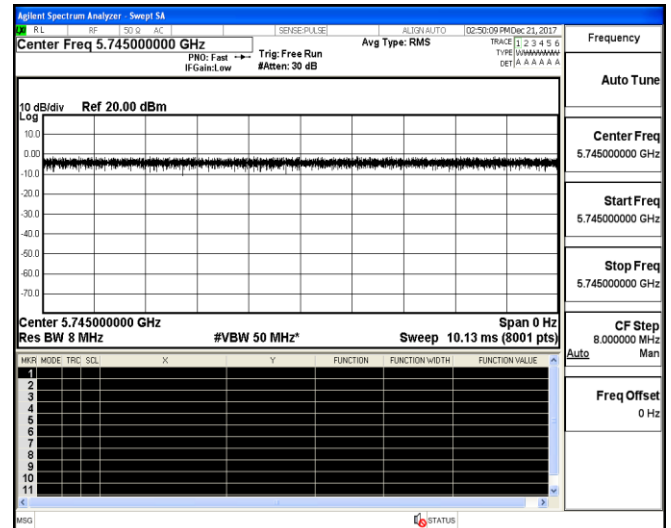 Agilent Spectrum Analyzer - Swept SA
RL RF 50 Ω AC SENSE:PULSE ALIGN AUTO 02:50:09 PM Dec 21, 2017
Center Freq 5.745000000 GHz
PNO: Fast
IFGain:Low
Trig: Free Run
#Atten: 30 dB
Avg Type: RMS
TRACE 1 2 3 4 5 6
TYPE
DET A A A A A A
10 dB/div Ref 20.00 dBm
Log
10.0
0.00
-10.0
-20.0
-30.0
-40.0
-50.0
-60.0
-70.0
Center 5.745000000 GHz Span 0 Hz
Res BW 8 MHz #VBW 50 MHz* Sweep 10.13 ms (8001 pts)
MKR MODE TRC SCL X Y FUNCTION FUNCTION WIDTH FUNCTION VALUE
1
2
3
4
5
6
7
8
9
10
11
MSG STATUS
Frequency
Auto Tune
Center Freq
5.745000000 GHz
Start Freq
5.745000000 GHz
Stop Freq
5.745000000 GHz
CF Step
8.000000 MHz
Auto Man
Freq Offset
0 Hz